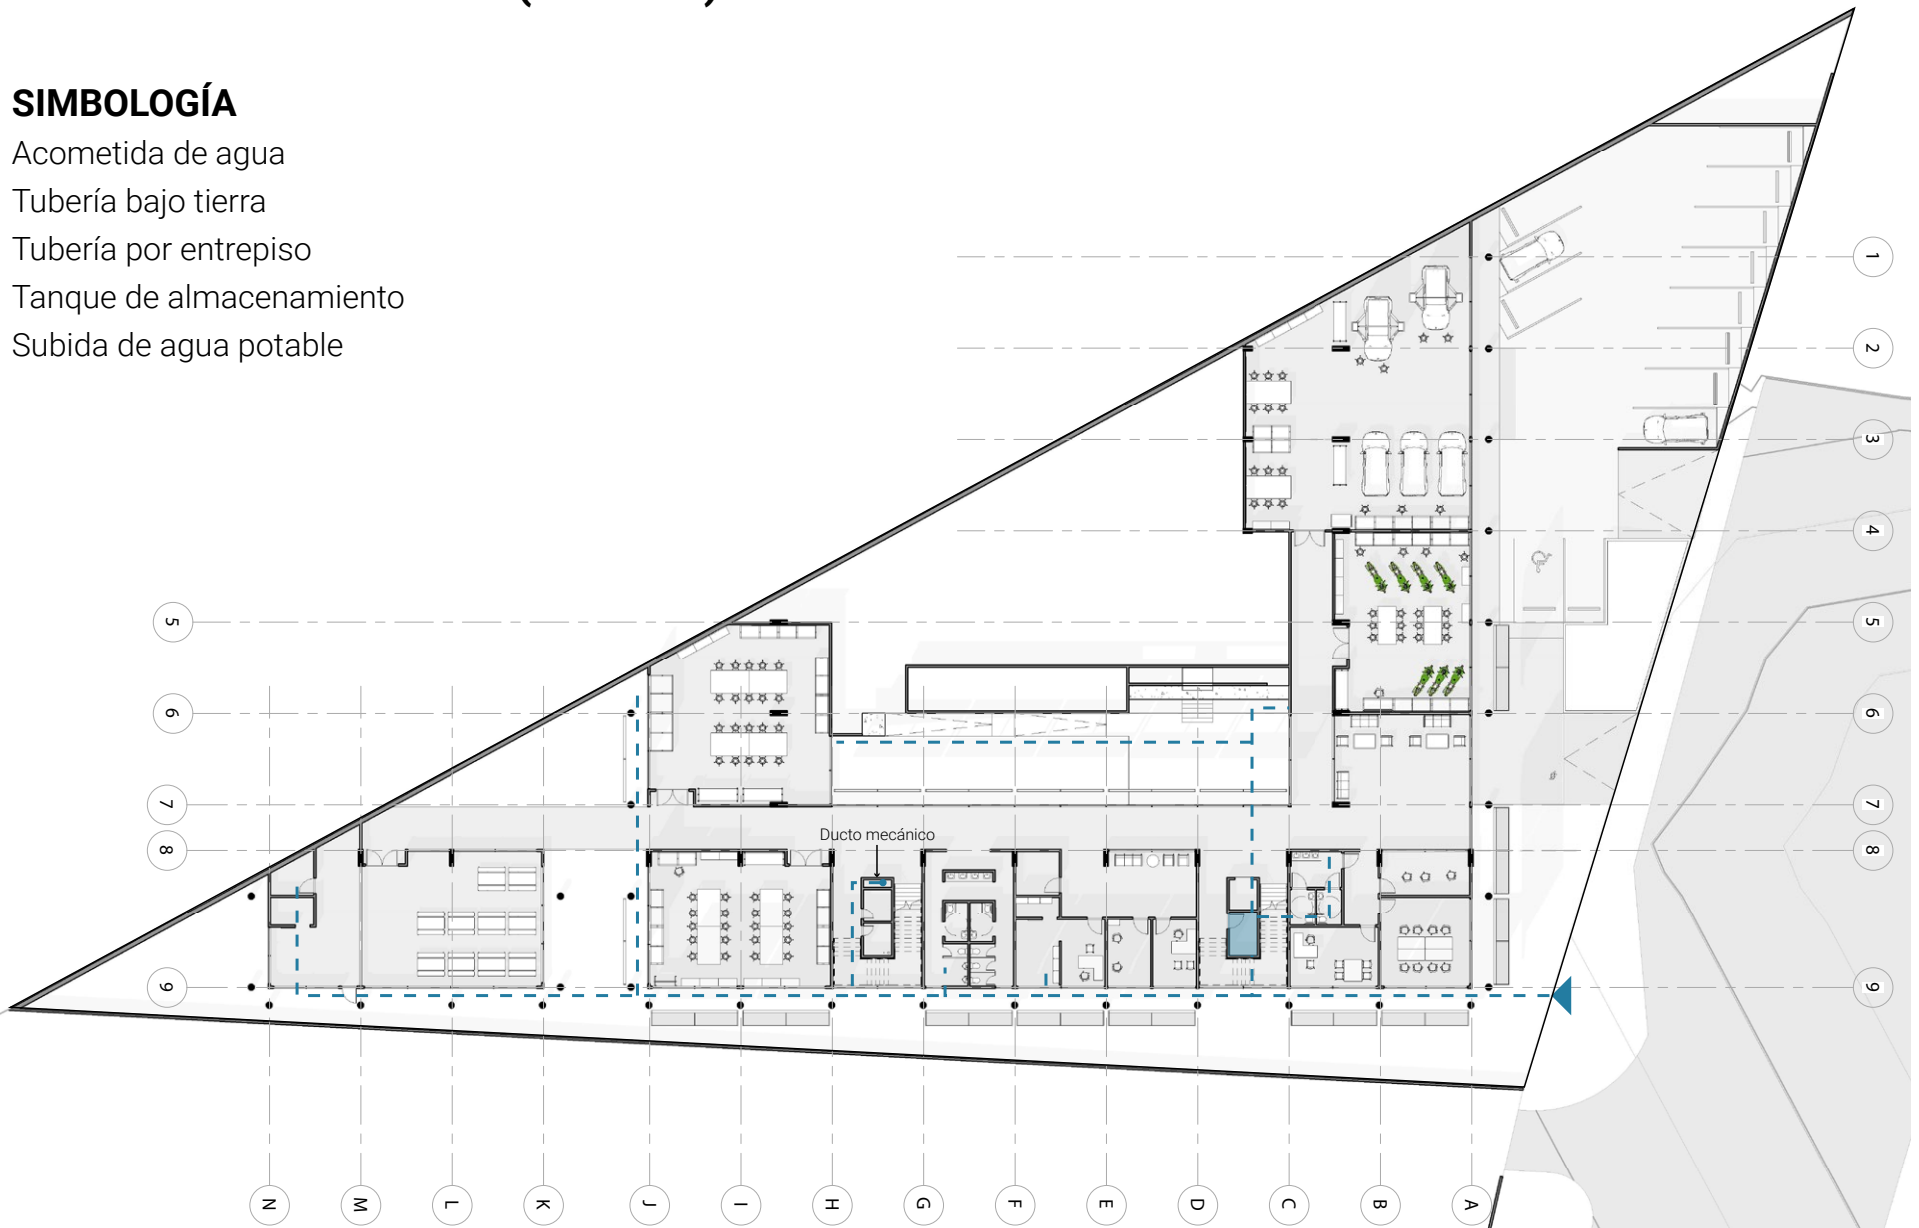 SIMBOLOGÍA
Acometida de agua
Tubería bajo tierra
Tubería por entrepiso
Tanque de almacenamiento
Subida de agua potable
1
2
3
4
5
5
6
6
7
7
Ducto mecánico
8
8
9
9
N
M
L
K
J
I
H
G
F
E
D
C
B
A